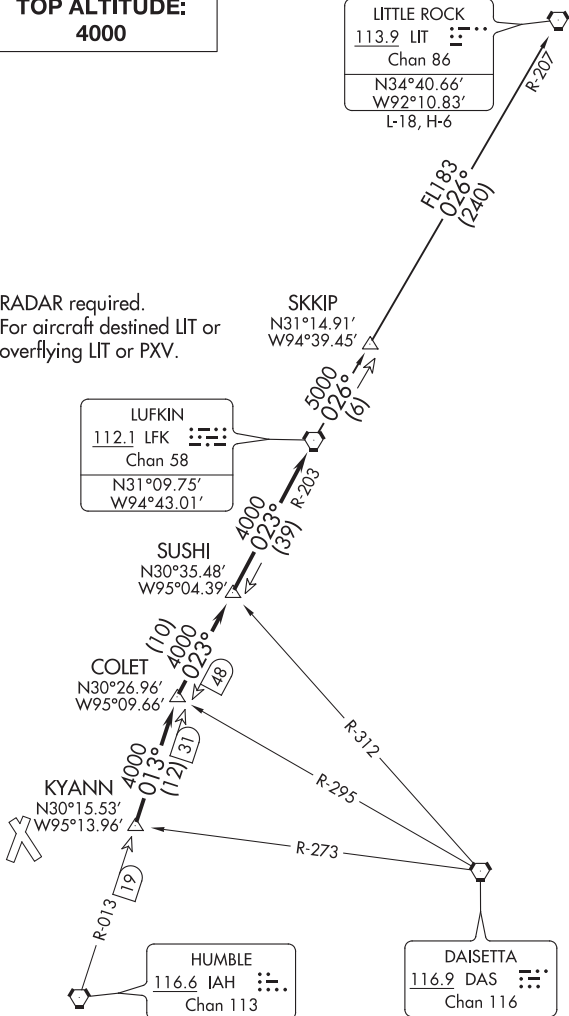 TOP ALTITUDE:
4000
LITTLE ROCK
113.9 LIT
Chan 86
N34°40.66′
W92°10.83′
L-18, H-6
R-207
FL183
026°
(240)
RADAR required.
For aircraft destined LIT or
overflying LIT or PXV.
SKKIP
N31°14.91′
W94°39.45′
5000
026°
(6)
LUFKIN
112.1 LFK
Chan 58
N31°09.75′
W94°43.01′
R-203
4000
023°
(39)
SUSHI
N30°35.48′
W95°04.39′
(10)
4000
023°
48
COLET
N30°26.96′
W95°09.66′
R-312
4000
013°
(12)
31
R-295
KYANN
N30°15.53′
W95°13.96′
R-273
R-013
19
HUMBLE
116.6 IAH
Chan 113
DAISETTA
116.9 DAS
Chan 116